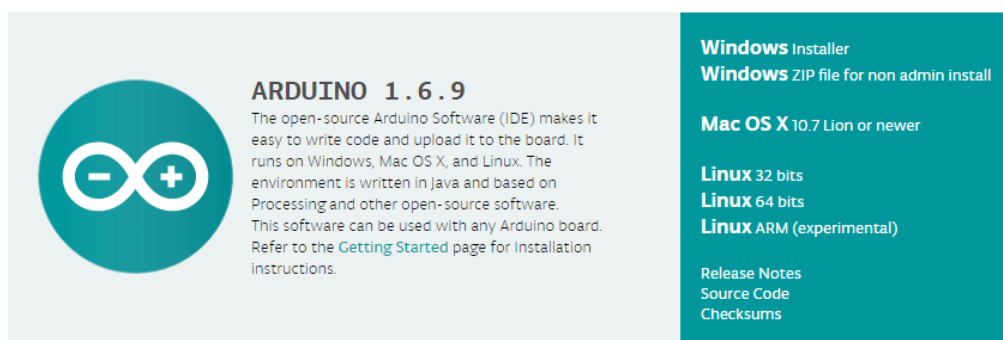 ARDUINO 1.6.9
The open-source Arduino Software (IDE) makes it
easy to write code and upload it to the board. It
runs on Windows, Mac OS X, and Linux. The
environment is written in Java and based on
Processing and other open-source software.
This software can be used with any Arduino board.
Refer to the Getting Started page for Installation
instructions.
Windows Installer
Windows ZIP file for non admin install
Mac OS X 10.7 Lion or newer
Linux 32 bits
Linux 64 bits
Linux ARM (experimental)
Release Notes
Source Code
Checksums